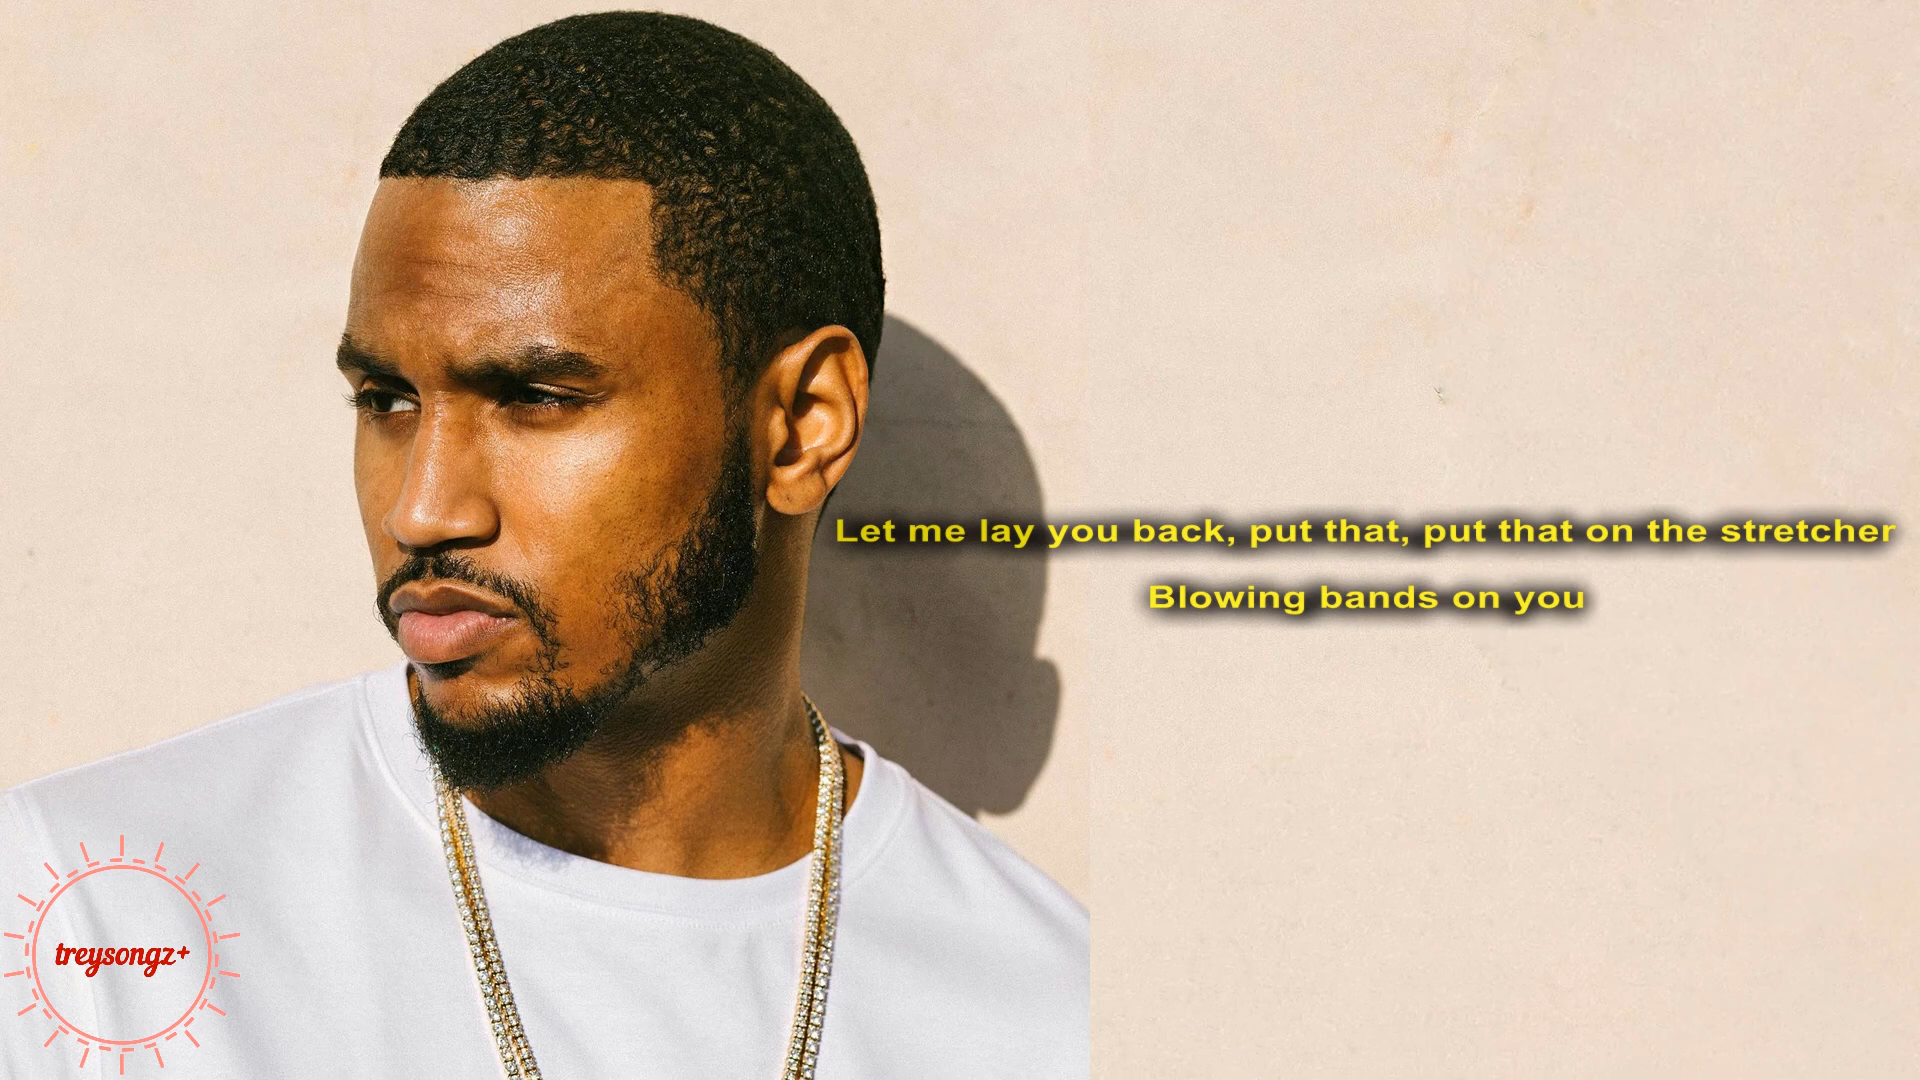 Let me lay you back, put that, put that on the stretcher
Blowing bands on you
treysongz+